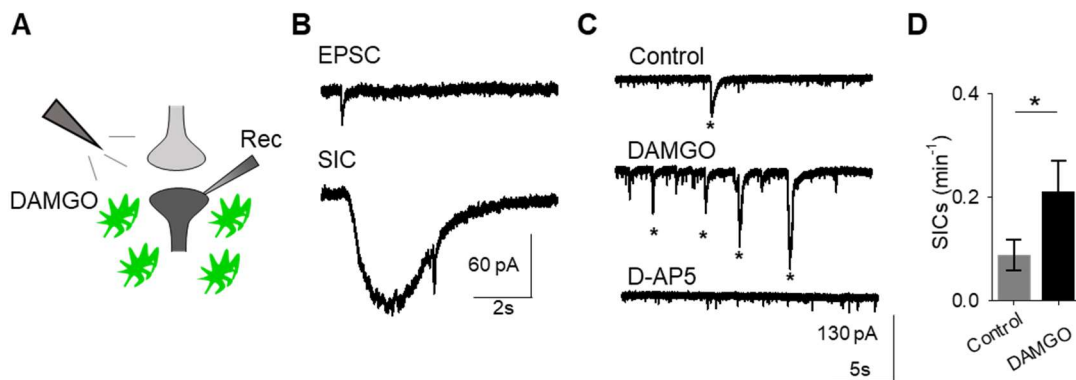 A
DAMGO
Rec
B
EPSC
SIC
60 pA
2s
C
Control
*
DAMGO
* * * *
D-AP5
130 pA
5s
D
SICs (min⁻¹)
0.4
0.2
0.0
*
Control
DAMGO